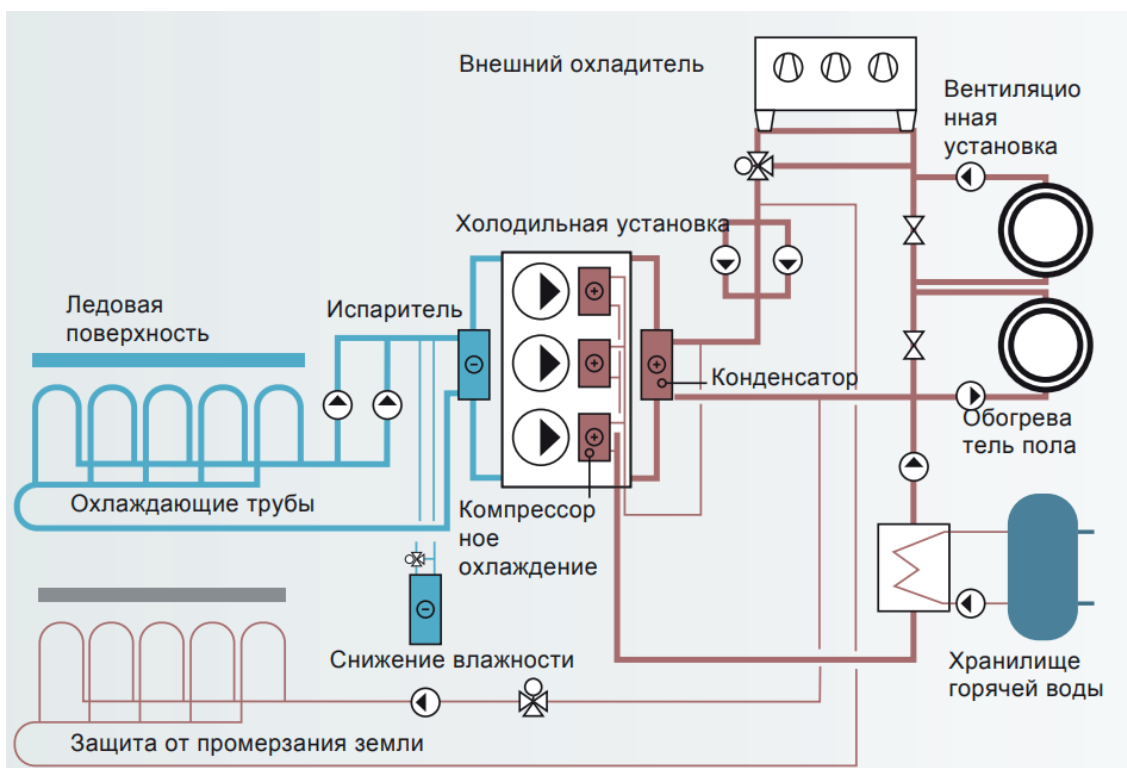 Внешний охладитель
Вентиляцио
нная
установка
Холодильная установка
Ледовая
поверхность
Испаритель
Конденсатор
Обогрева
тель пола
Охлаждающие трубы
Компрессор
ное
охлаждение
Снижение влажности
Хранилище
горячей воды
Защита от промерзания земли